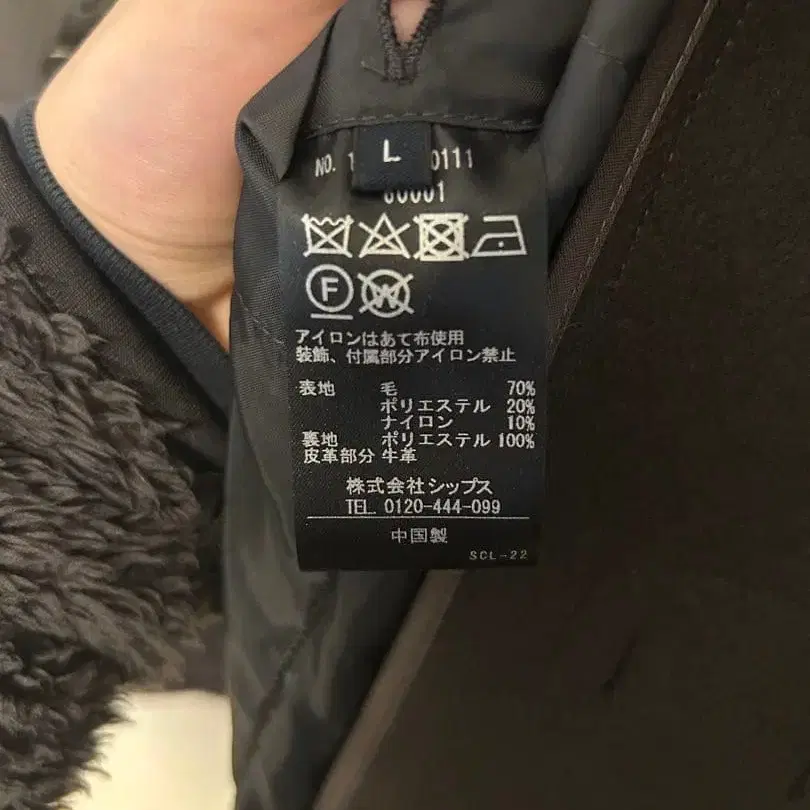 L
NO. 1 0111
00001
F
W
アイロンはあて布使用
装飾、付属部分アイロン禁止
表地 毛 70%
ポリエステル 20%
ナイロン 10%
裏地 ポリエステル 100%
皮革部分 牛革
株式会社シップス
TEL. 0120-444-099
中国製
SCL-22